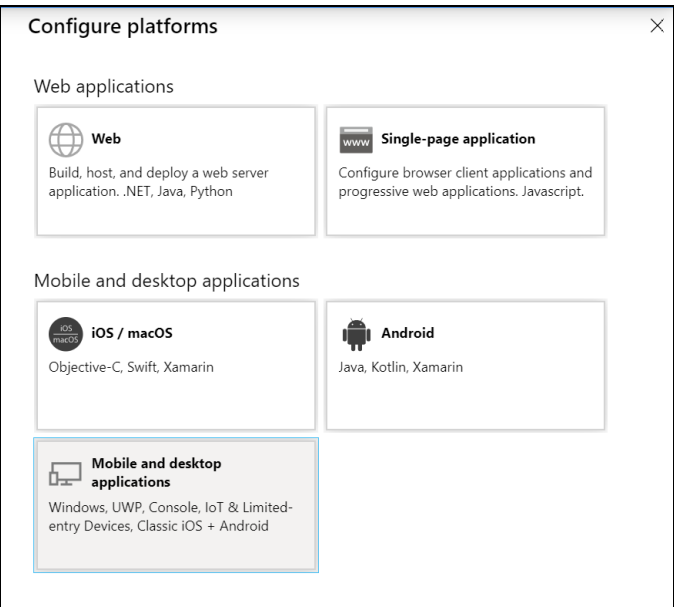 Configure platforms
Web applications
Web
Build, host, and deploy a web server
application. .NET, Java, Python
www
Single-page application
Configure browser client applications and
progressive web applications. Javascript.
Mobile and desktop applications
iOS
macOS
iOS / macOS
Objective-C, Swift, Xamarin
Android
Java, Kotlin, Xamarin
Mobile and desktop
applications
Windows, UWP, Console, IoT & Limited-
entry Devices, Classic iOS + Android